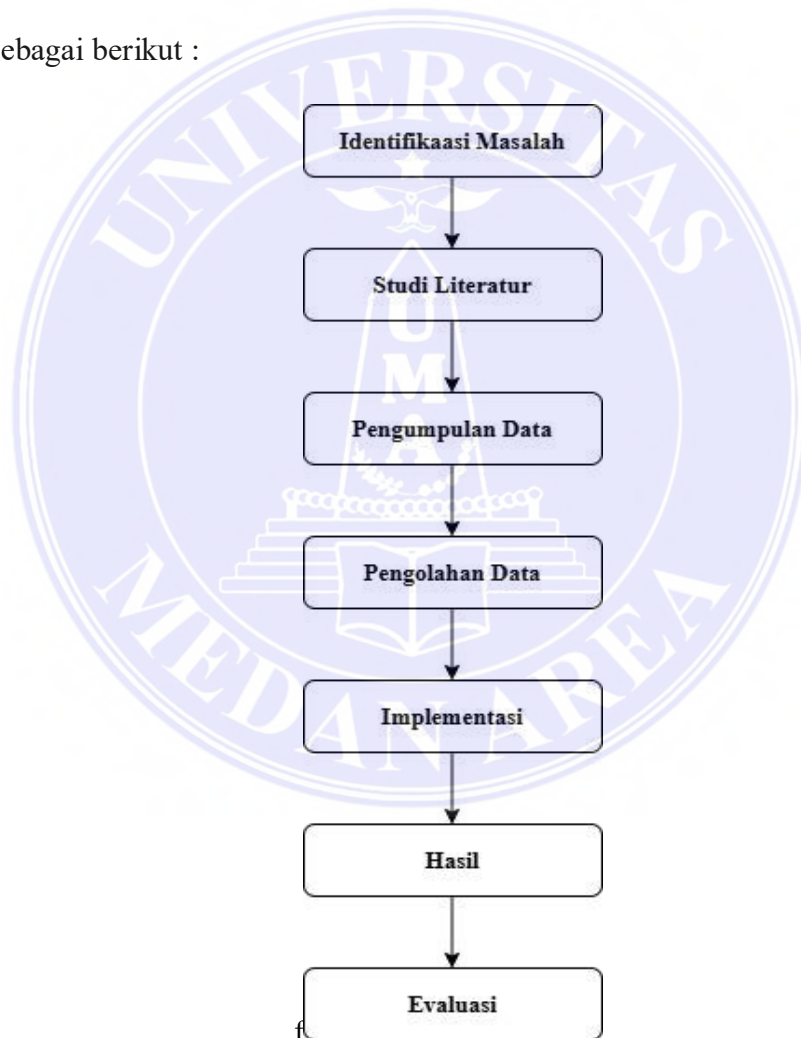 ebagai berikut :
UNIVERSITAS
Identifikaasi Masalah
Studi Literatur
U
M
A
Pengumpulan Data
Pengolahan Data
Implementasi
MEDAN AREA
Hasil
Evaluasi
f